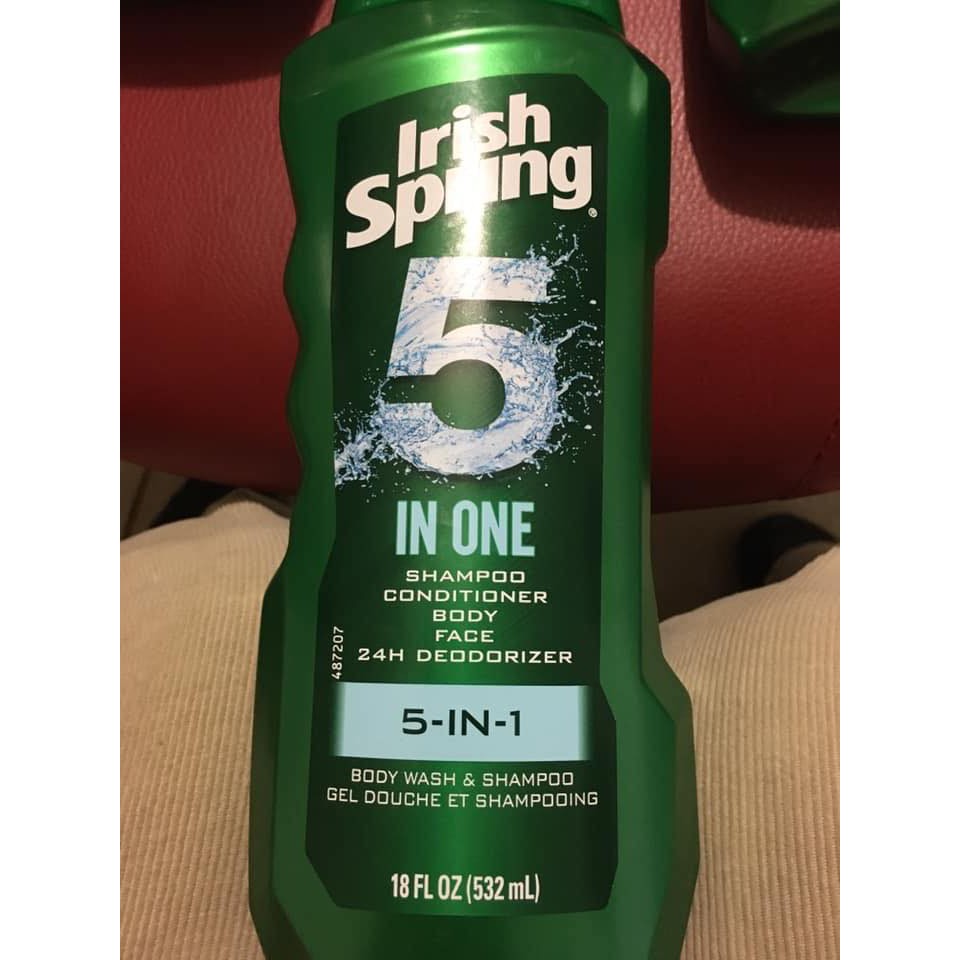 Irish
Spring®
5
IN ONE
SHAMPOO
CONDITIONER
BODY
FACE
24H DEODORIZER
487207
5-IN-1
BODY WASH & SHAMPOO
GEL DOUCHE ET SHAMPOOING
18 FL OZ (532 mL)